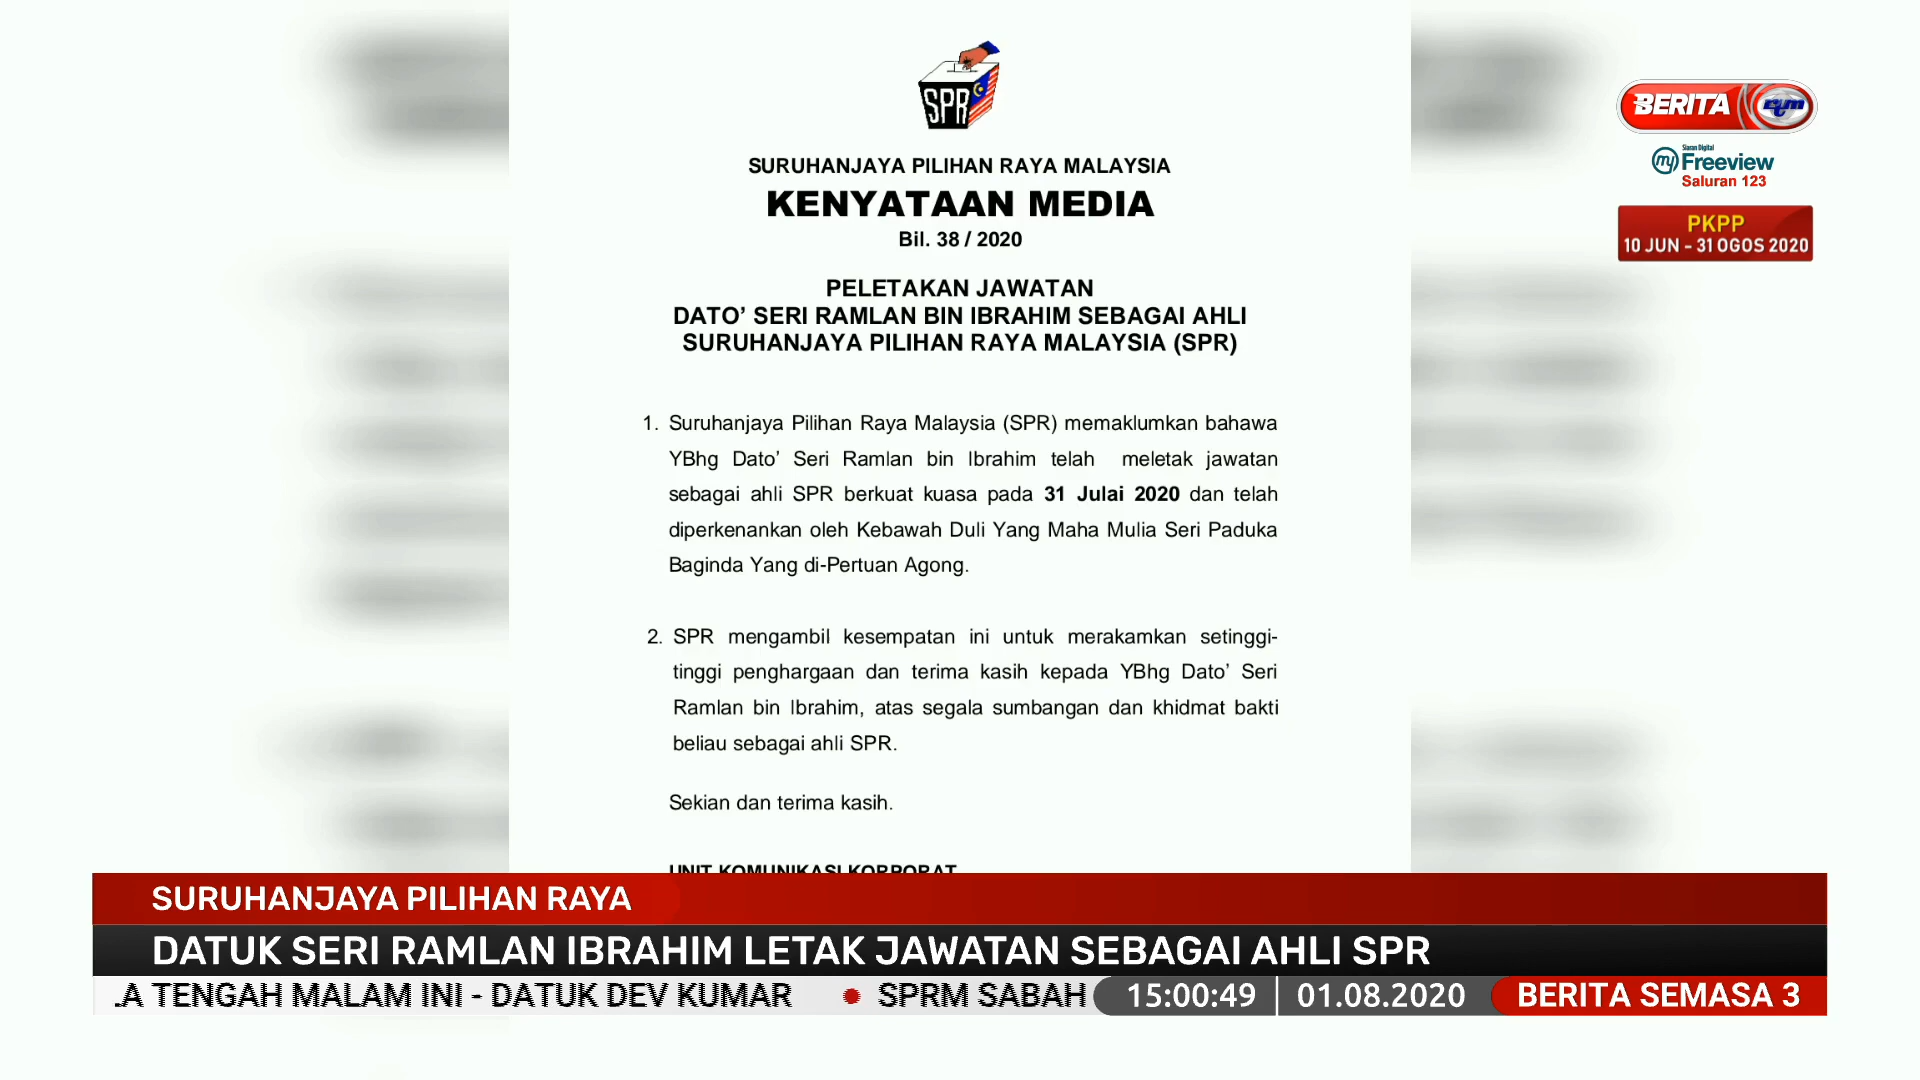 SPR
SURUHANJAYA PILIHAN RAYA MALAYSIA
KENYATAAN MEDIA
Bil. 38 / 2020
PELETAKAN JAWATAN
DATO’ SERI RAMLAN BIN IBRAHIM SEBAGAI AHLI
SURUHANJAYA PILIHAN RAYA MALAYSIA (SPR)
1. Suruhanjaya Pilihan Raya Malaysia (SPR) memaklumkan bahawa
YBhg Dato’ Seri Ramlan bin Ibrahim telah meletak jawatan
sebagai ahli SPR berkuat kuasa pada 31 Julai 2020 dan telah
diperkenankan oleh Kebawah Duli Yang Maha Mulia Seri Paduka
Baginda Yang di-Pertuan Agong.
2. SPR mengambil kesempatan ini untuk merakamkan setinggi-
tinggi penghargaan dan terima kasih kepada YBhg Dato’ Seri
Ramlan bin Ibrahim, atas segala sumbangan dan khidmat bakti
beliau sebagai ahli SPR.
Sekian dan terima kasih.
UNIT KOMUNIKASI KORPORAT
BERITA rtm
Siaran Digital
my Freeview
Saluran 123
PKPP
10 JUN - 31 OGOS 2020
SURUHANJAYA PILIHAN RAYA
DATUK SERI RAMLAN IBRAHIM LETAK JAWATAN SEBAGAI AHLI SPR
A TENGAH MALAM INI - DATUK DEV KUMAR ● SPRM SABAH 15:00:49 01.08.2020 BERITA SEMASA 3